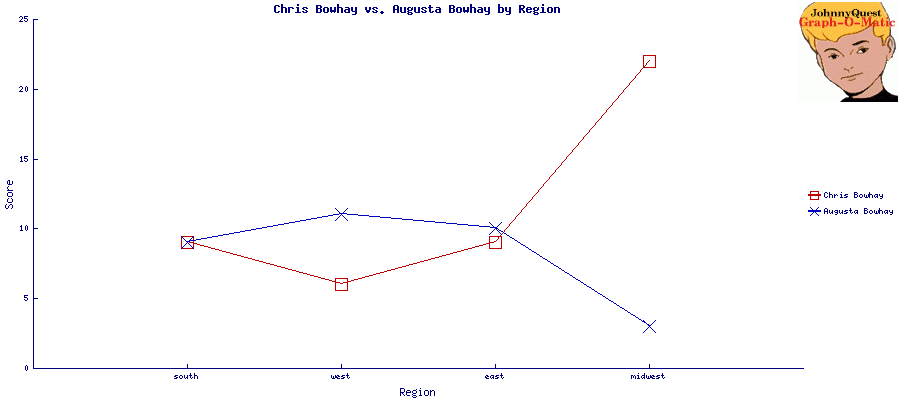 Chris Bowhay vs. Augusta Bowhay by Region
JohnnyQuest
Graph-O-Matic
25
20
15
10
5
0
Score
south
west
east
midwest
Region
Chris Bowhay
Augusta Bowhay